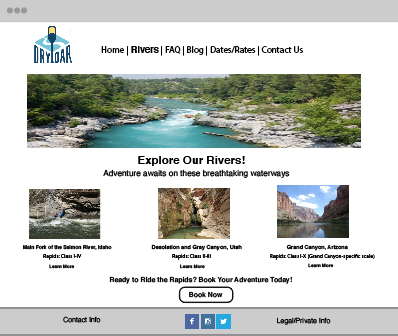 DRYLOAR
Home | Rivers | FAQ | Blog | Dates/Rates | Contact Us
Explore Our Rivers!
Adventure awaits on these breathtaking waterways
Main Fork of the Salmon River, Idaho
Rapids: Class I-IV
Learn More
Desolation and Gray Canyon, Utah
Rapids: Class II-III
Learn More
Grand Canyon, Arizona
Rapids: Class I-X (Grand Canyon-specific scale)
Learn More
Ready to Ride the Rapids? Book Your Adventure Today!
Book Now
Contact Info
Legal/Private Info